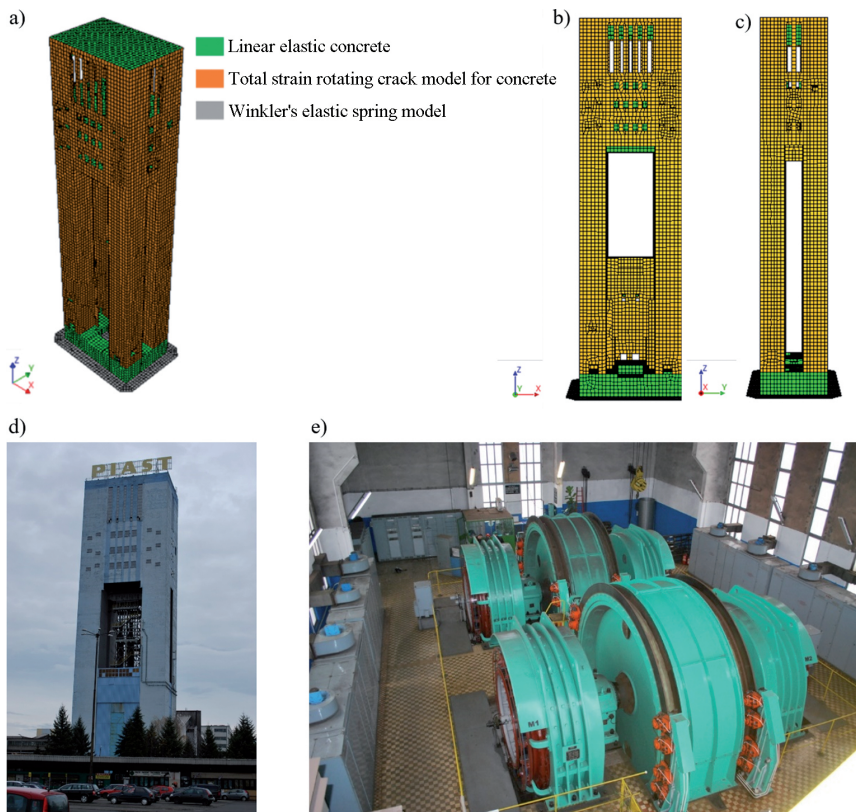 a)
Linear elastic concrete
Total strain rotating crack model for concrete
Winkler's elastic spring model
Z
Y
X
b)
Z
Y
X
c)
Z
X
Y
d)
PIAST
e)
M1